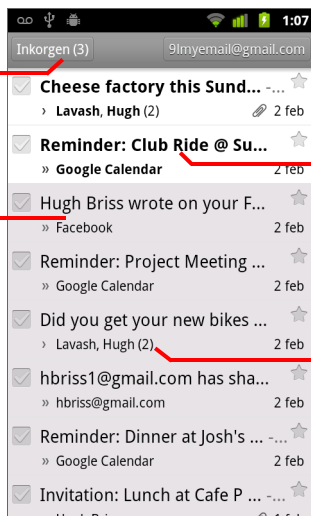 1:07
Inkorgen (3)
9lmyemail@gmail.com
Cheese factory this Sund... -...
› Lavash, Hugh (2) 2 feb
Reminder: Club Ride @ Su...
» Google Calendar 2 feb
Hugh Briss wrote on your F...
» Facebook 2 feb
Reminder: Project Meeting ...
» Google Calendar 2 feb
Did you get your new bikes ...
› Lavash, Hugh (2) 2 feb
hbriss1@gmail.com has sha...
» hbriss@gmail.com 2 feb
Reminder: Dinner at Josh's ... -...
» Google Calendar 2 feb
Invitation: Lunch at Cafe P ... -...